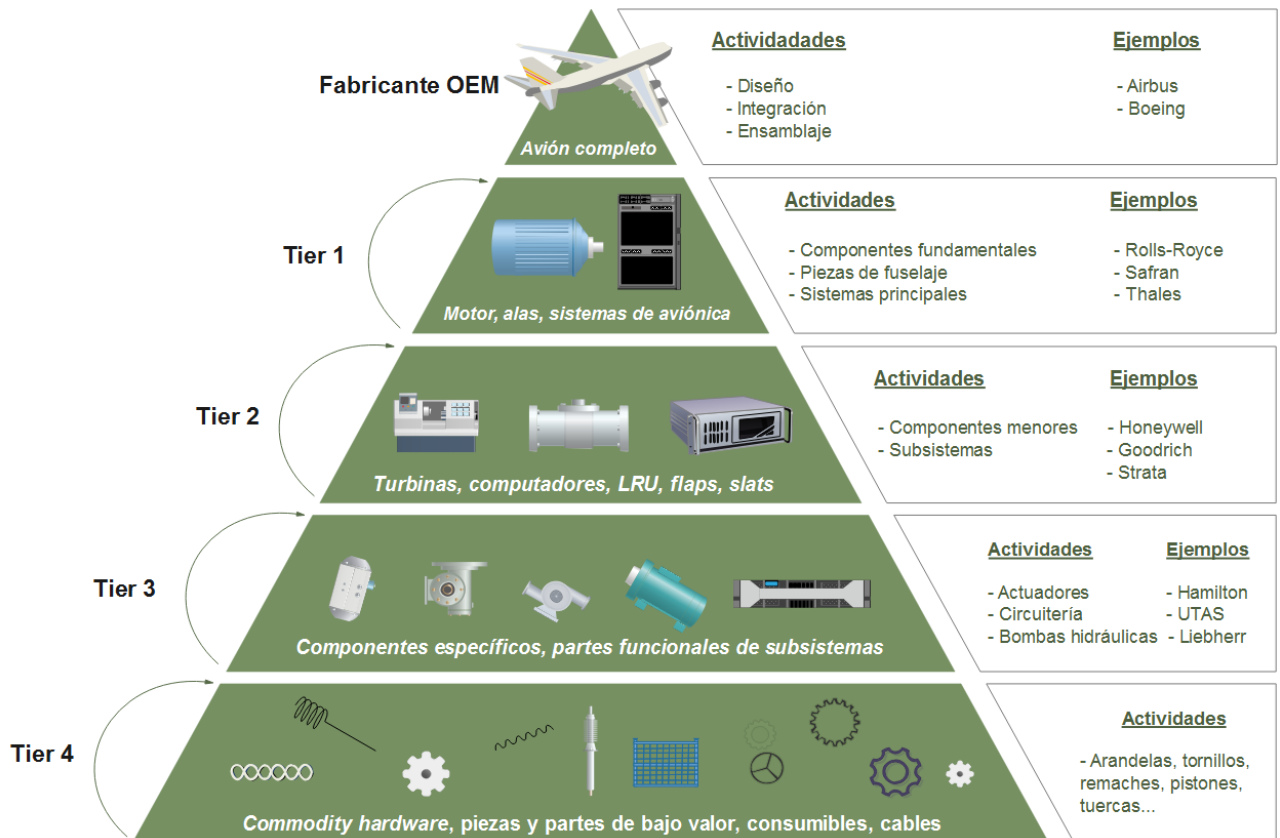 Fabricante OEM
Avión completo
Activadades
- Diseño
- Integración
- Ensamblaje
Ejemplos
- Airbus
- Boeing
Tier 1
Motor, alas, sistemas de aviónica
Actividades
- Componentes fundamentales
- Piezas de fuselaje
- Sistemas principales
Ejemplos
- Rolls-Royce
- Safran
- Thales
Tier 2
Turbinas, computadores, LRU, flaps, slats
Actividades
- Componentes menores
- Subsistemas
Ejemplos
- Honeywell
- Goodrich
- Strata
Tier 3
Componentes específicos, partes funcionales de subsistemas
Actividades
- Actuadores
- Circuitería
- Bombas hidráulicas
Ejemplos
- Hamilton
- UTAS
- Liebherr
Tier 4
Commodity hardware, piezas y partes de bajo valor, consumibles, cables
Actividades
- Arandelas, tornillos,
remaches, pistones,
tuercas...